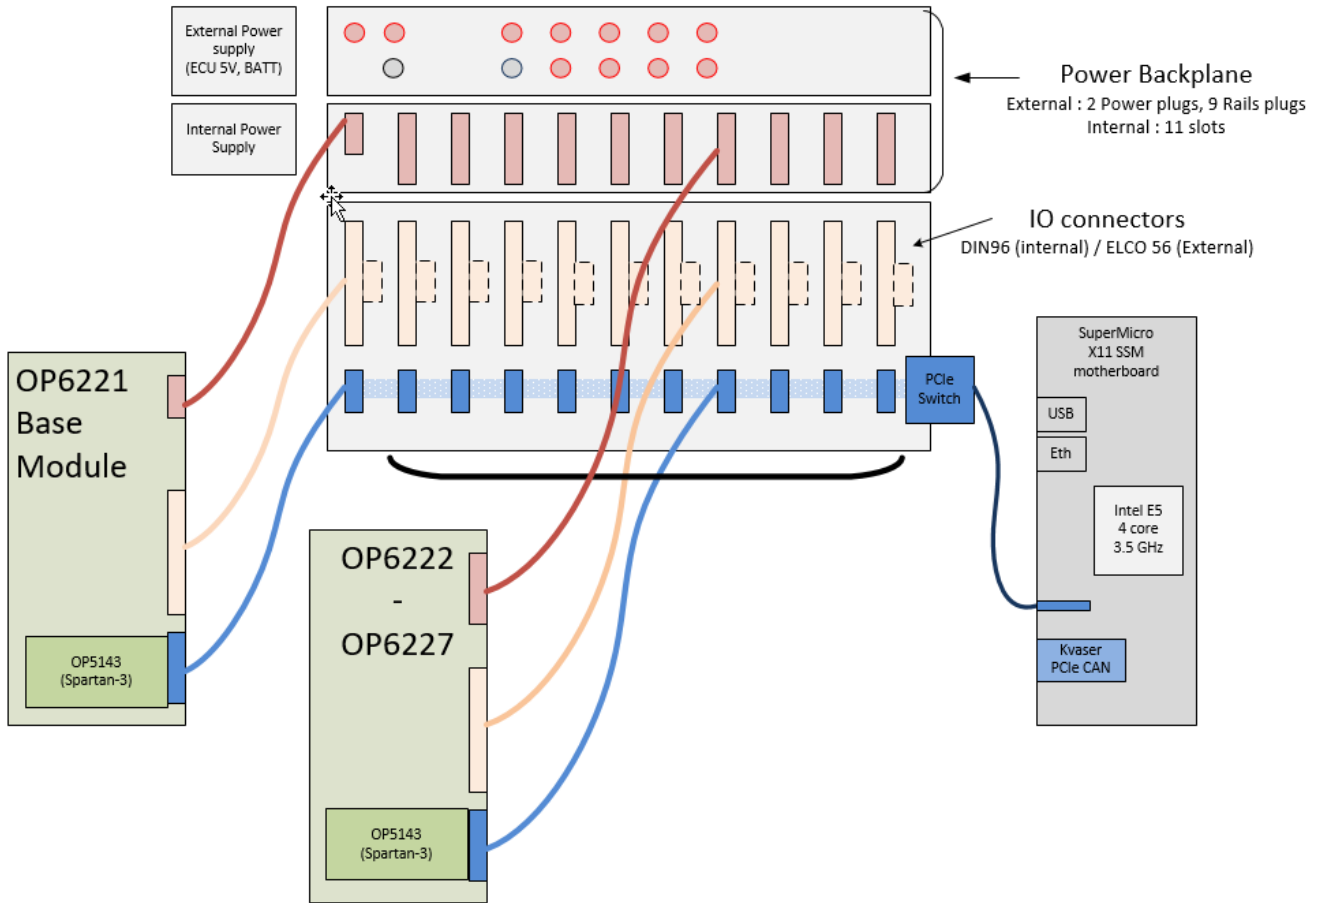 External Power
supply
(ECU 5V, BATT)
Internal Power
Supply
Power Backplane
External : 2 Power plugs, 9 Rails plugs
Internal : 11 slots
IO connectors
DIN96 (internal) / ELCO 56 (External)
OP6221
Base
Module
OP5143
(Spartan-3)
OP6222
-
OP6227
OP5143
(Spartan-3)
PCIe
Switch
SuperMicro
X11 SSM
motherboard
USB
Eth
Intel E5
4 core
3.5 GHz
Kvaser
PCIe CAN